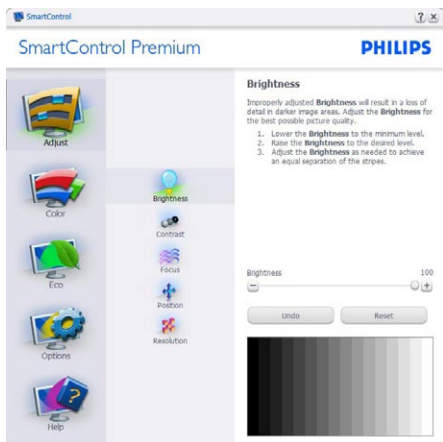 SmartControl
? x
SmartControl Premium
PHILIPS
Adjust
Color
Eco
Options
Help
Brightness
Contrast
Focus
Position
Resolution
Brightness
Improperly adjusted Brightness will result in a loss of
detail in darker image areas. Adjust the Brightness for
the best possible picture quality.
1. Lower the Brightness to the minimum level.
2. Raise the Brightness to the desired level.
3. Adjust the Brightness as needed to achieve
an equal separation of the stripes.
Brightness 100
Undo Reset